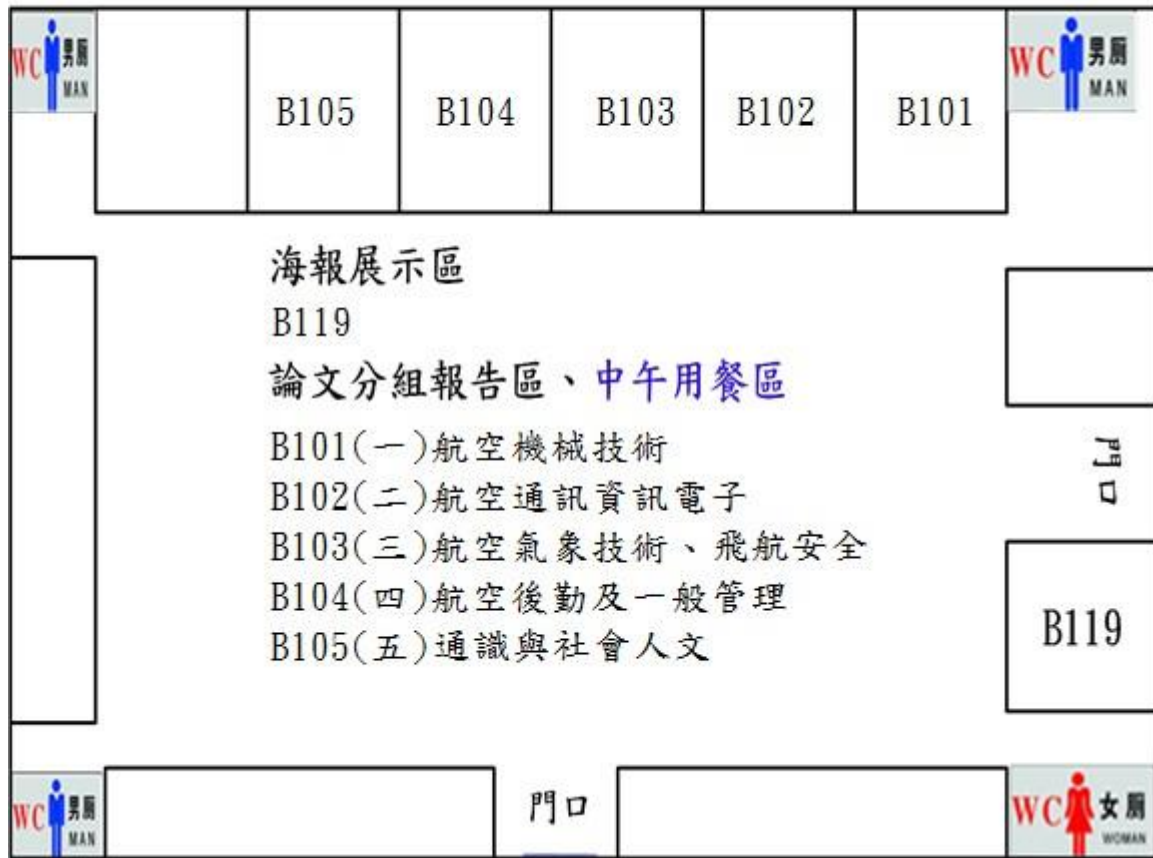 WC 男厕 MAN
B105 B104 B103 B102 B101
WC 男厕 MAN
海報展示區
B119
論文分組報告區、中午用餐區
B101(一)航空機械技術
B102(二)航空通訊資訊電子
B103(三)航空氣象技術、飛航安全
B104(四)航空後勤及一般管理
B105(五)通識與社會人文
門口
B119
WC 男厕 MAN
門口
WC 女厕 WOMAN